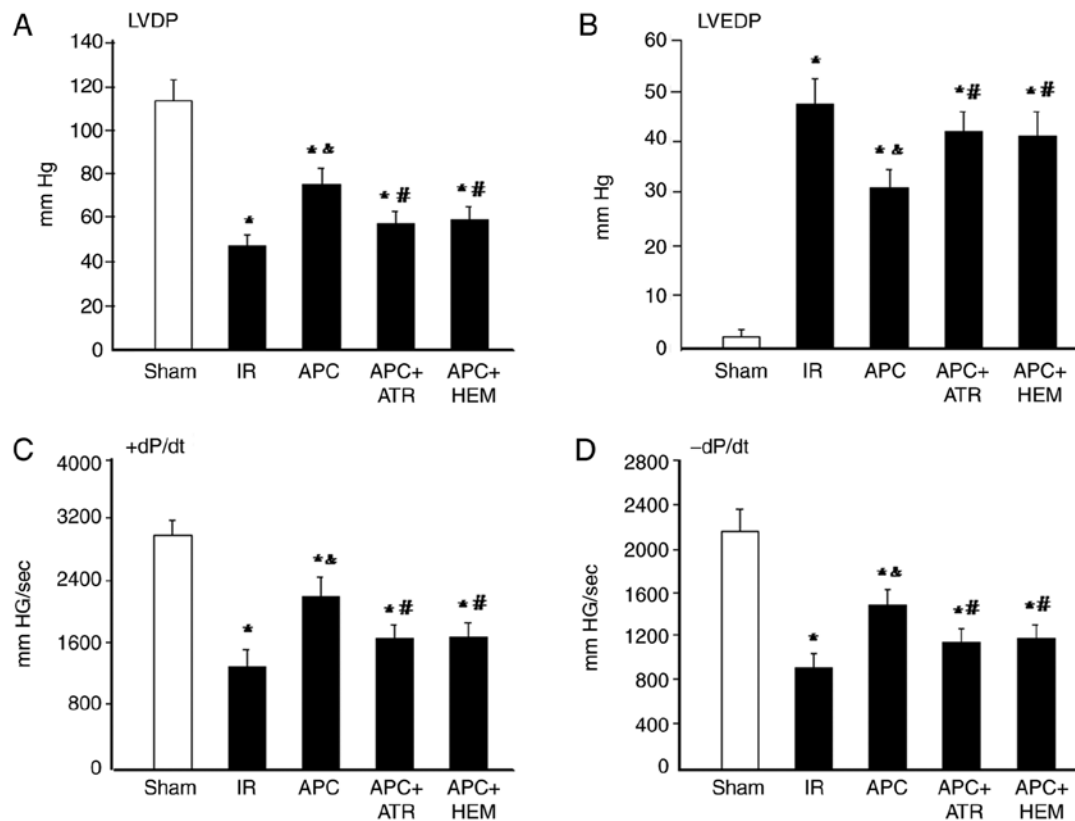 A LVDP
140
120
100
80
60
40
20
0
mm Hg
*
* &
* #
* #
Sham IR APC APC+ APC+
ATR HEM
B LVEDP
60
50
40
30
20
10
0
mm Hg
*
* &
* #
* #
Sham IR APC APC+ APC+
ATR HEM
C +dP/dt
4000
3200
2400
1600
800
0
mm HG/sec
*
* &
* #
* #
Sham IR APC APC+ APC+
ATR HEM
D −dP/dt
2800
2400
2000
1600
1200
800
400
0
mm HG/sec
*
* &
* #
* #
Sham IR APC APC+ APC+
ATR HEM